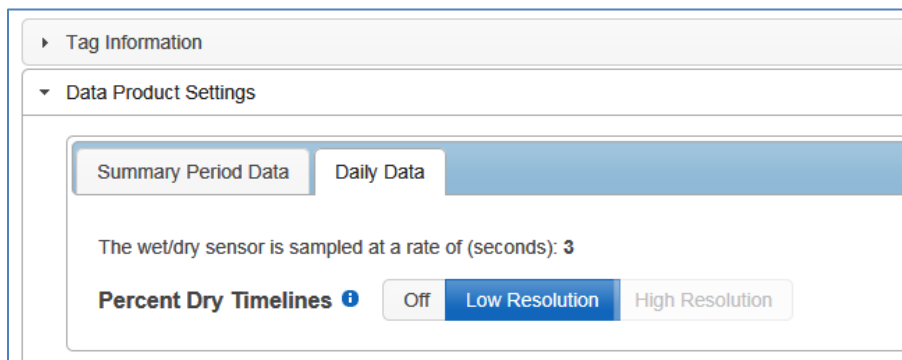 Tag Information
Data Product Settings
Summary Period Data Daily Data
The wet/dry sensor is sampled at a rate of (seconds): 3
Percent Dry Timelines Off Low Resolution High Resolution